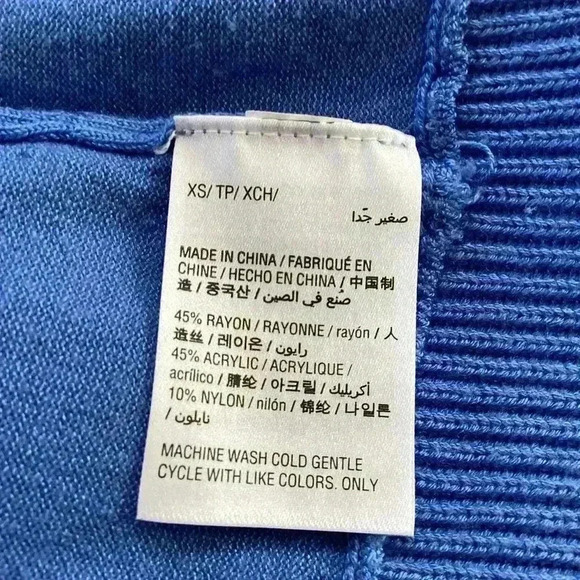 XS/ TP/ XCH/
صغير جّدا
MADE IN CHINA / FABRIQUÉ EN
CHINE / HECHO EN CHINA / 中国制
造 / 중국산 / صُنع في الصين /
45% RAYON / RAYONNE / rayón / 人
造丝 / 레이온 / رايون
45% ACRYLIC / ACRYLIQUE /
acrílico / 腈纶 / 아크릴 / أكريليك
10% NYLON / nilón / 锦纶 / 나일론
/ نايلون
MACHINE WASH COLD GENTLE
CYCLE WITH LIKE COLORS. ONLY